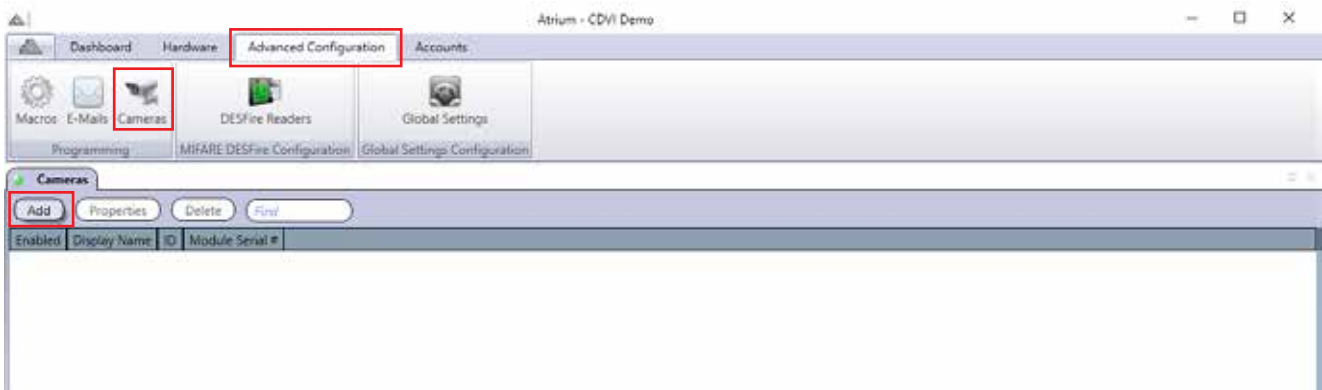 Atrium - CDVI Demo
Dashboard Hardware Advanced Configuration Accounts
Macros E-Mails Cameras DESFire Readers Global Settings
Programming MIFARE DESFire Configuration Global Settings Configuration
Cameras
Add Properties Delete Find
Enabled Display Name ID Module Serial #